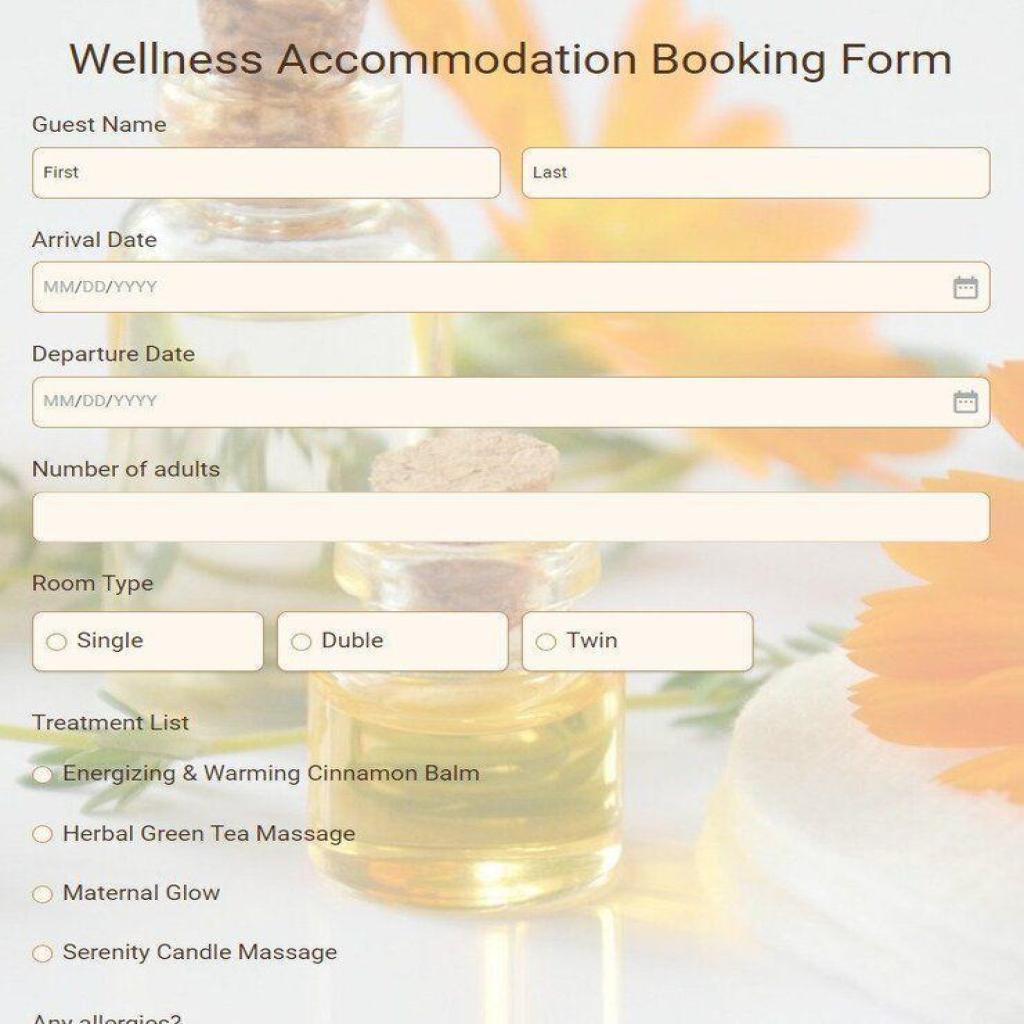 Wellness Accommodation Booking Form
Guest Name
First Last
Arrival Date
MM/DD/YYYY
Departure Date
MM/DD/YYYY
Number of adults
Room Type
Single Duble Twin
Treatment List
Energizing & Warming Cinnamon Balm
Herbal Green Tea Massage
Maternal Glow
Serenity Candle Massage
Any allergies?